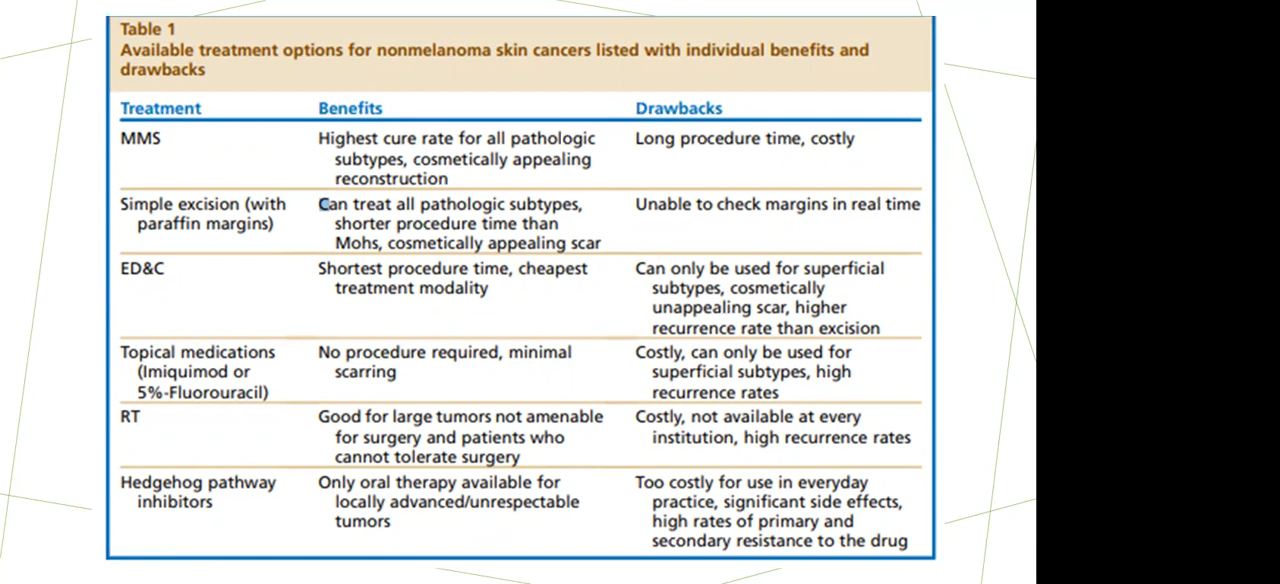 Table 1
Available treatment options for nonmelanoma skin cancers listed with individual benefits and
drawbacks
Treatment Benefits Drawbacks
MMS Highest cure rate for all pathologic Long procedure time, costly
subtypes, cosmetically appealing
reconstruction
Simple excision (with Can treat all pathologic subtypes, Unable to check margins in real time
paraffin margins) shorter procedure time than
Mohs, cosmetically appealing scar
ED&C Shortest procedure time, cheapest Can only be used for superficial
treatment modality subtypes, cosmetically
unappealing scar, higher
recurrence rate than excision
Topical medications No procedure required, minimal Costly, can only be used for
(Imiquimod or scarring superficial subtypes, high
5%-Fluorouracil) recurrence rates
RT Good for large tumors not amenable Costly, not available at every
for surgery and patients who institution, high recurrence rates
cannot tolerate surgery
Hedgehog pathway Only oral therapy available for Too costly for use in everyday
inhibitors locally advanced/unrespectable practice, significant side effects,
tumors high rates of primary and
secondary resistance to the drug